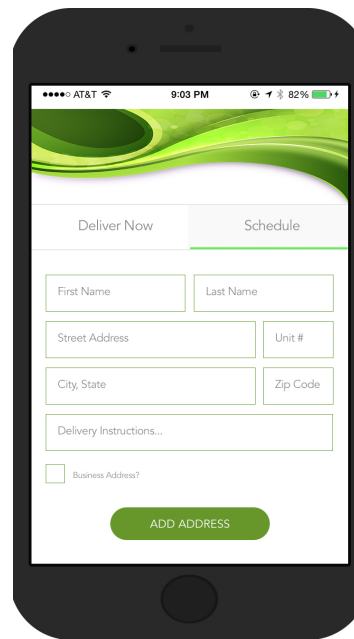 AT&T 9:03 PM 82%
Deliver Now Schedule
First Name Last Name
Street Address Unit #
City, State Zip Code
Delivery Instructions...
Business Address?
ADD ADDRESS